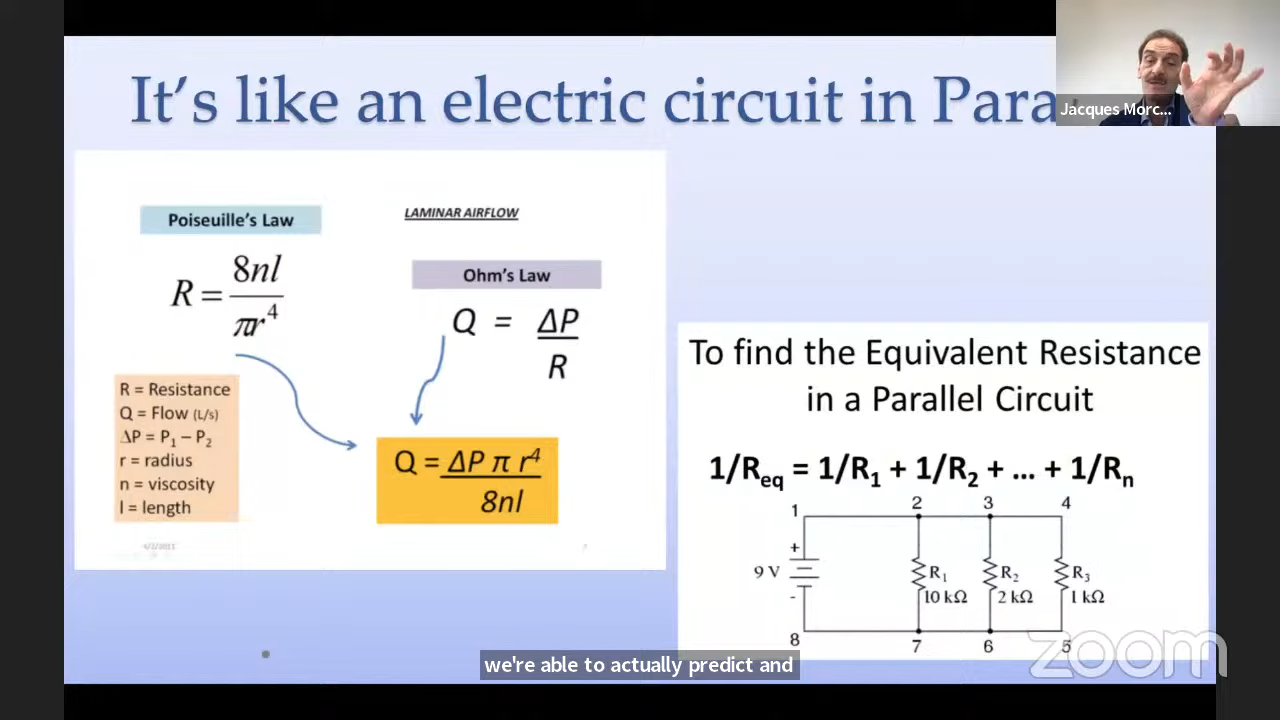 It's like an electric circuit in Para
Jacques Morc...
Poiseuille's Law
R = 8nl / πr⁴
LAMINAR AIRFLOW
Ohm's Law
Q = ΔP / R
R = Resistance
Q = Flow (L/s)
ΔP = P₁ – P₂
r = radius
n = viscosity
l = length
Q = ΔP π r⁴ / 8nl
7
To find the Equivalent Resistance
in a Parallel Circuit
1/Req = 1/R₁ + 1/R₂ + ... + 1/Rn
1 2 3 4
+
9 V
-
R₁
10 kΩ
R₂
2 kΩ
R₃
1 kΩ
8 7 6 5
zoom
we're able to actually predict and